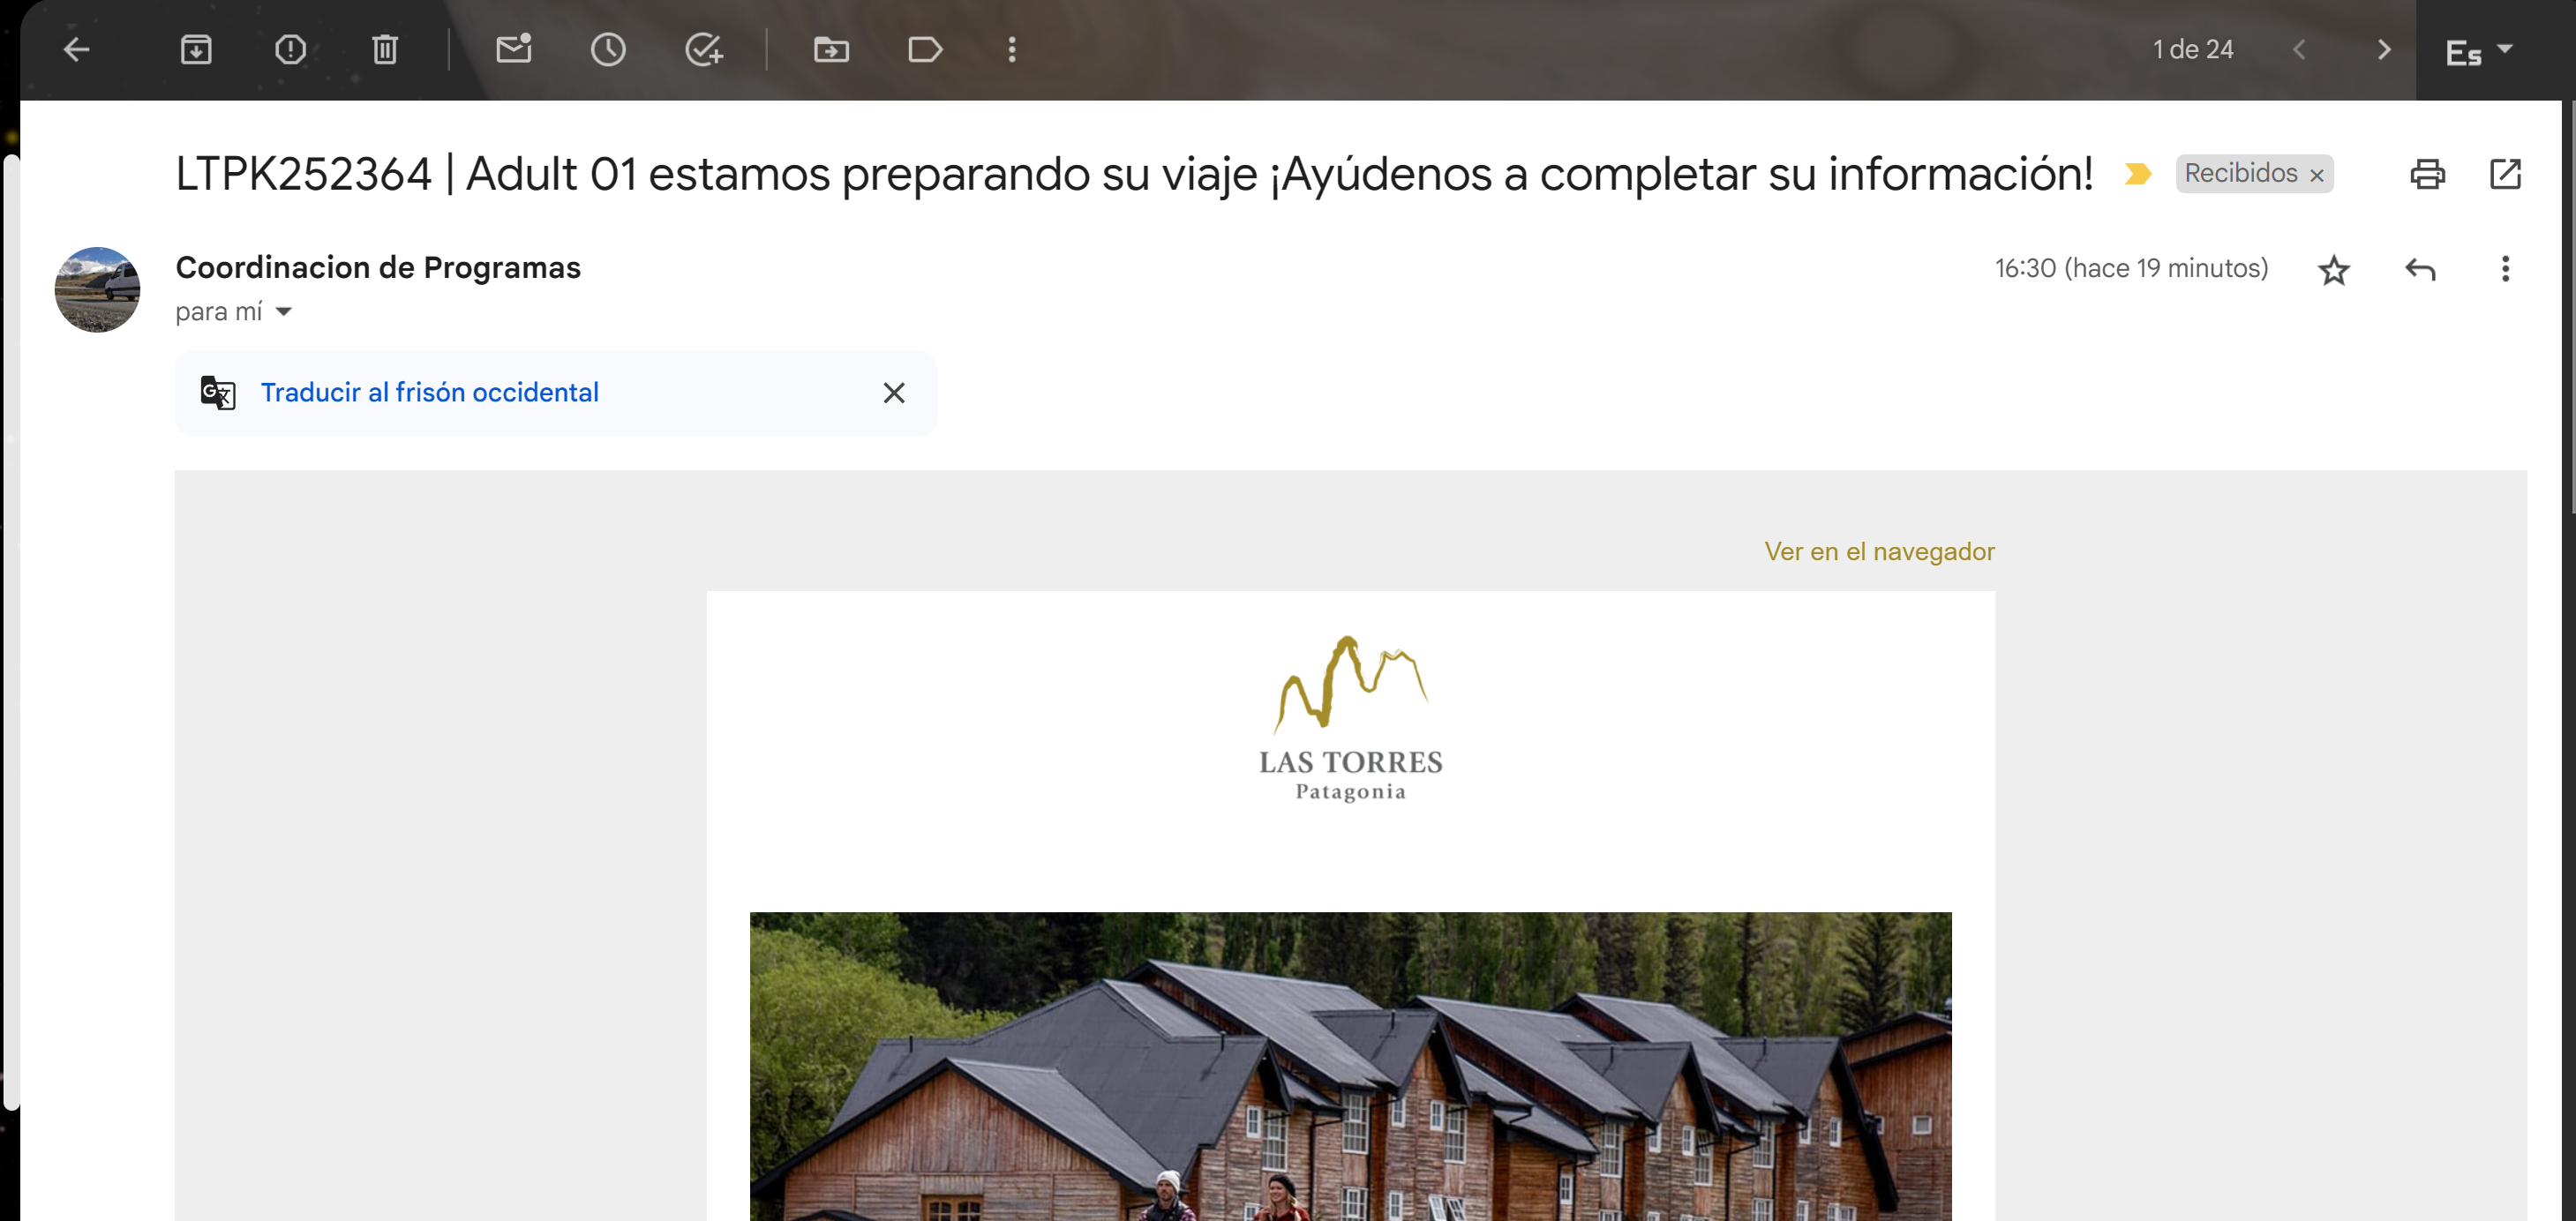 1 de 24
Es
LTPK252364 | Adult 01 estamos preparando su viaje ¡Ayúdenos a completar su información!
Recibidos ×
Coordinacion de Programas
16:30 (hace 19 minutos)
para mí
Traducir al frisón occidental
Ver en el navegador
LAS TORRES
Patagonia